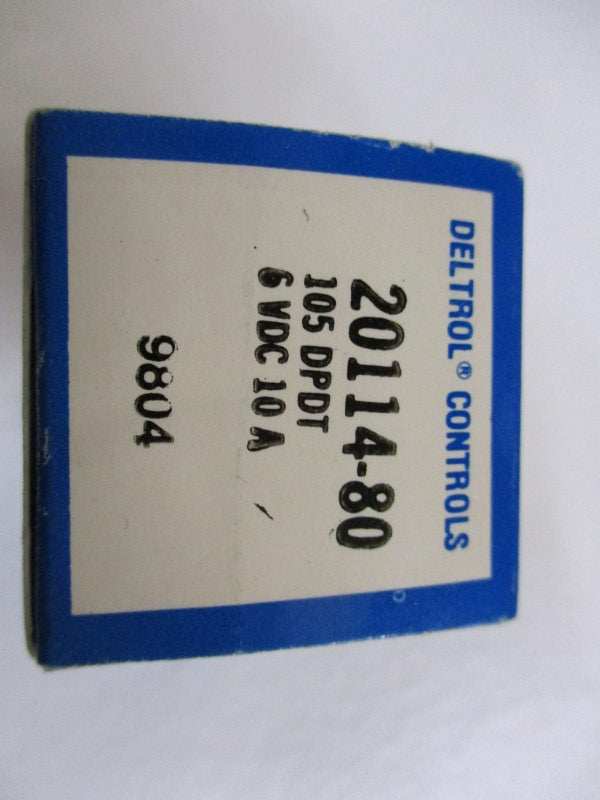 DELTROL® CONTROLS
20114-80
105 DPDT
6 VDC 10 A
9804